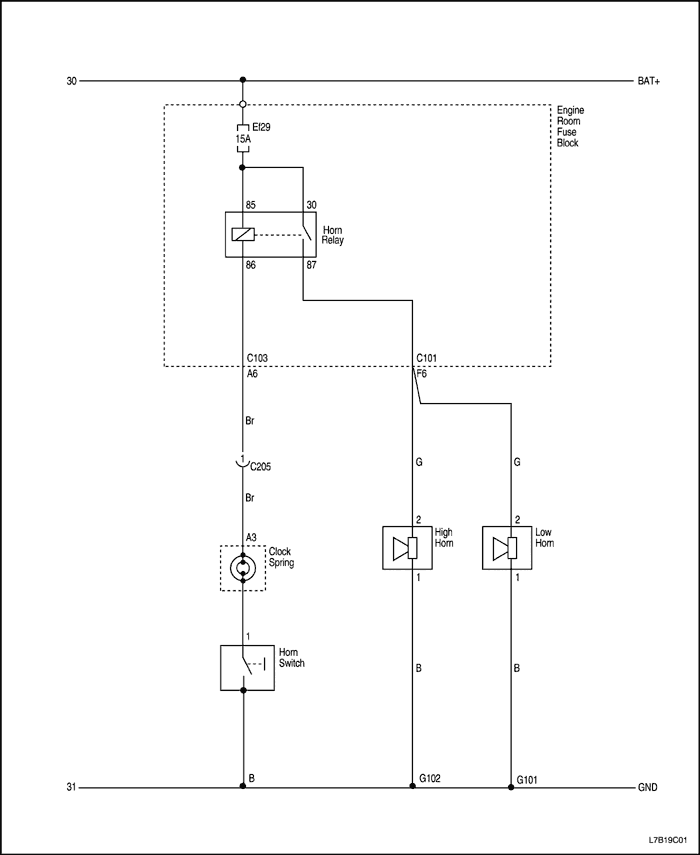 30
BAT+
Engine
Room
Fuse
Block
Ef29
15A
85
30
Horn
Relay
86
87
C103
C101
A6
F6
Br
1
C205
G
G
Br
2
2
High
Horn
Low
Horn
A3
Clock
Spring
1
1
1
Horn
Switch
B
B
31
B
G102
G101
GND
L7B19C01